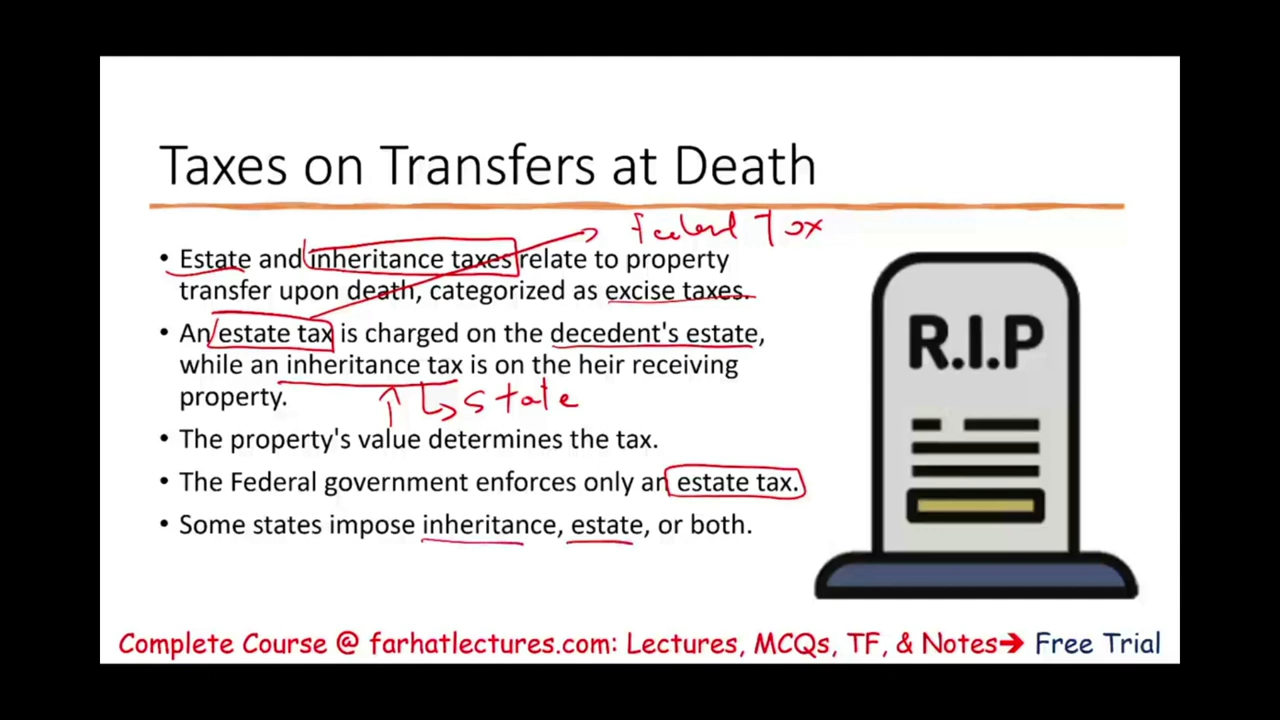 Taxes on Transfers at Death
Federal Tax
• Estate and inheritance taxes relate to property
transfer upon death, categorized as excise taxes.
• An estate tax is charged on the decedent's estate,
while an inheritance tax is on the heir receiving
property.
State
• The property's value determines the tax.
• The Federal government enforces only an estate tax.
• Some states impose inheritance, estate, or both.
R.I.P
Complete Course @ farhatlectures.com: Lectures, MCQs, TF, & Notes➔ Free Trial